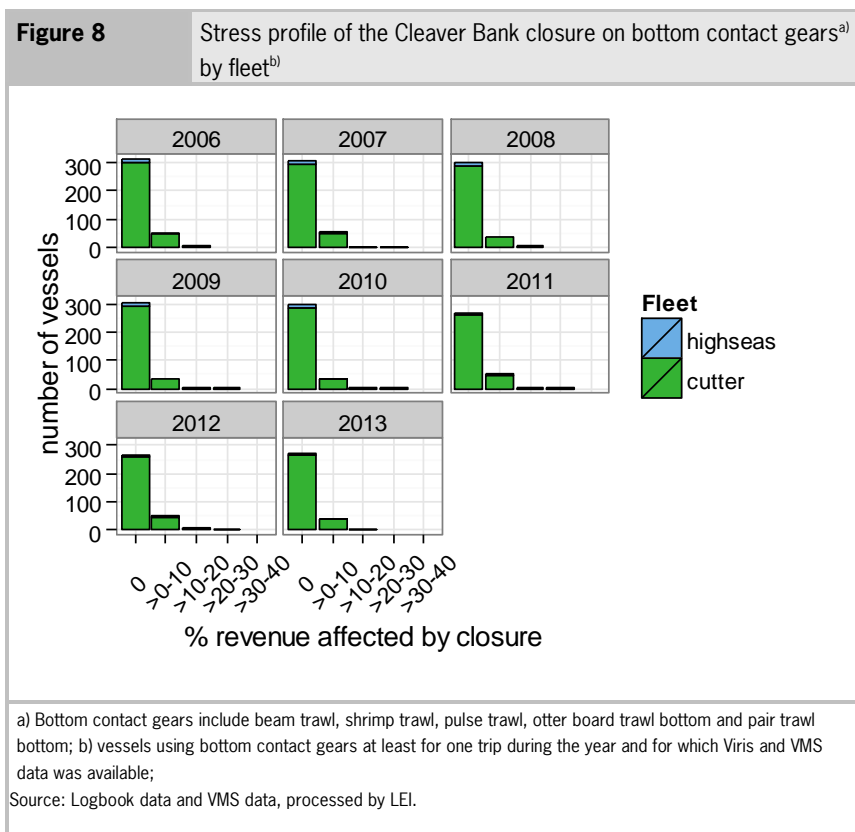 Figure 8
Stress profile of the Cleaver Bank closure on bottom contact gears a)
by fleet b)
2006
2007
2008
300
200
100
0
2009
2010
2011
300
200
100
0
2012
2013
300
200
100
0
number of vessels
0
>0-10
>10-20
>20-30
>30-40
0
>0-10
>10-20
>20-30
>30-40
% revenue affected by closure
Fleet
highseas
cutter
a) Bottom contact gears include beam trawl, shrimp trawl, pulse trawl, otter board trawl bottom and pair trawl
bottom; b) vessels using bottom contact gears at least for one trip during the year and for which Viris and VMS
data was available;
Source: Logbook data and VMS data, processed by LEI.